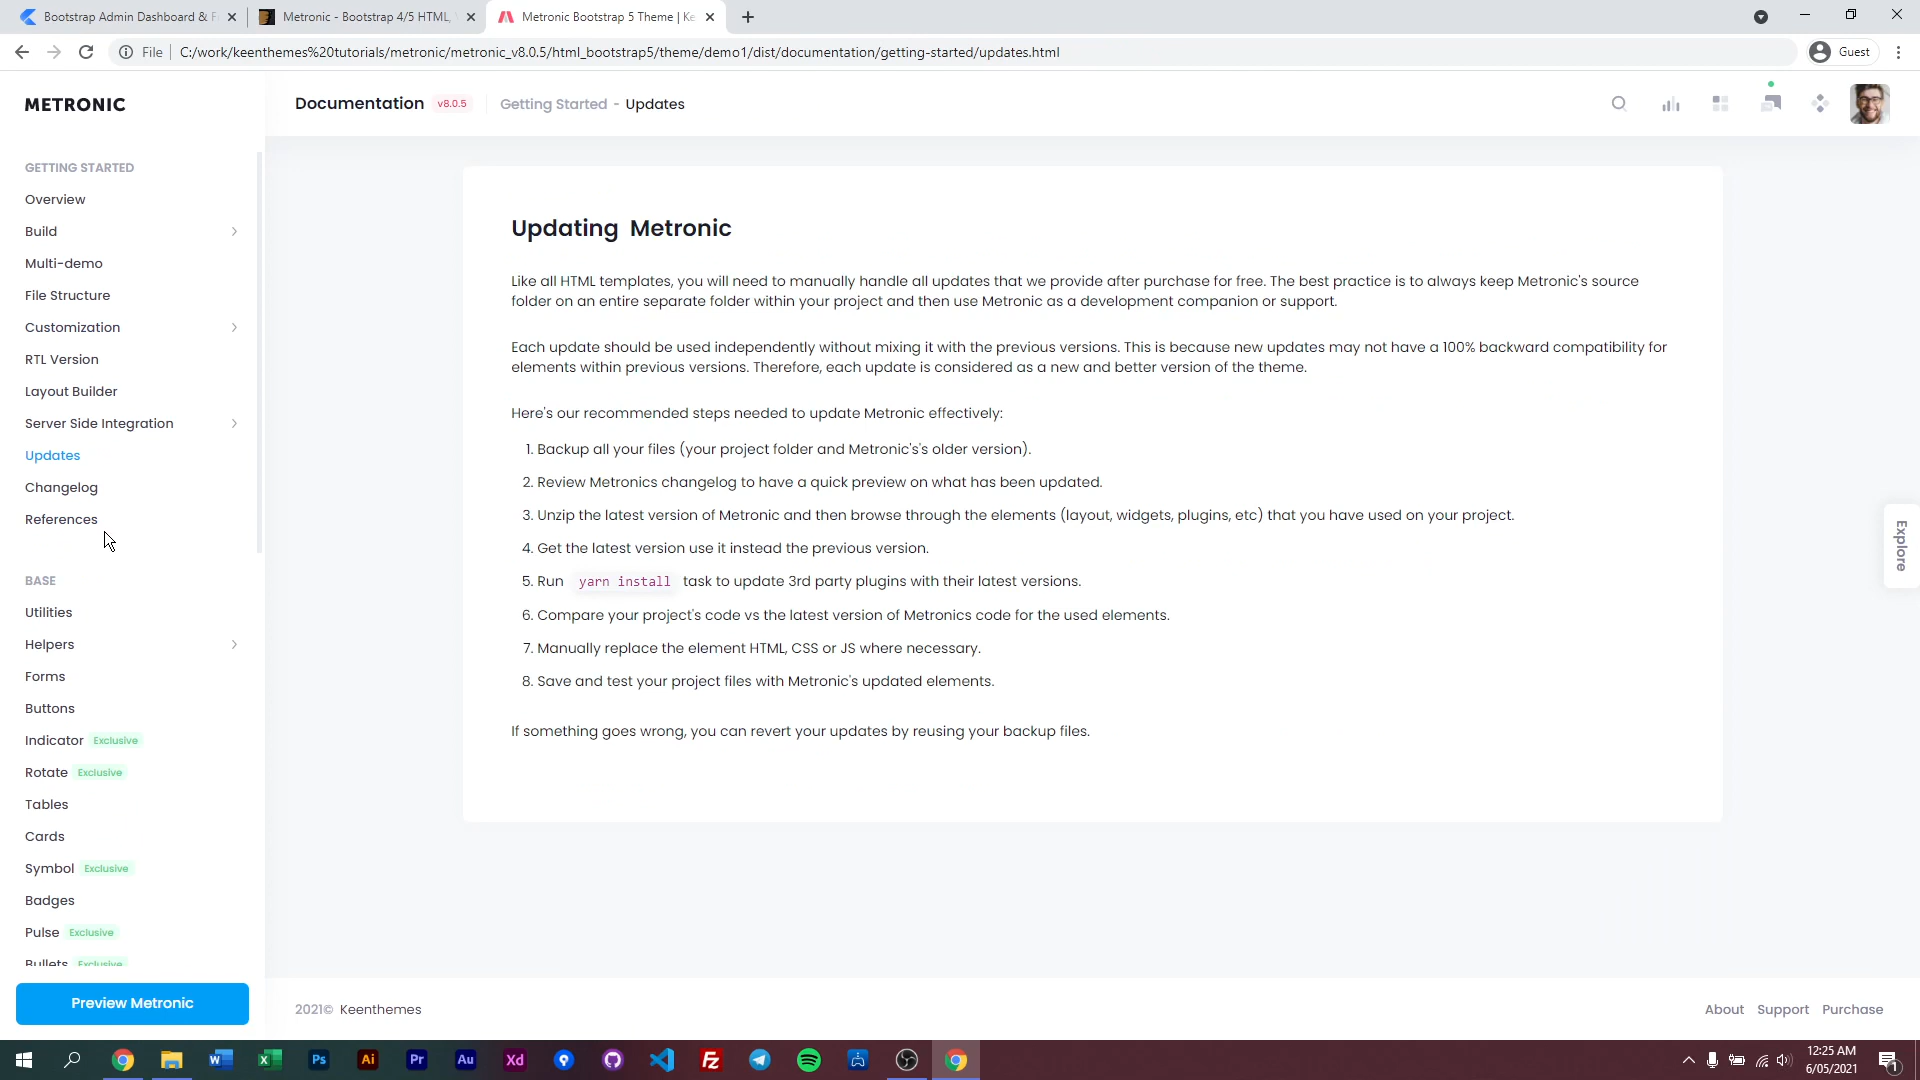 Bootstrap Admin Dashboard & F
Metronic - Bootstrap 4/5 HTML,
Metronic Bootstrap 5 Theme | Ke
File
C:/work/keenthemes%20tutorials/metronic/metronic_v8.0.5/html_bootstrap5/theme/demo1/dist/documentation/getting-started/updates.html
Guest
METRONIC
Documentation v8.0.5 Getting Started - Updates
GETTING STARTED
Overview
Build
Multi-demo
File Structure
Customization
RTL Version
Layout Builder
Server Side Integration
Updates
Changelog
References
BASE
Utilities
Helpers
Forms
Buttons
Indicator Exclusive
Rotate Exclusive
Tables
Cards
Symbol Exclusive
Badges
Pulse Exclusive
Bullets Exclusive
Preview Metronic
Updating Metronic
Like all HTML templates, you will need to manually handle all updates that we provide after purchase for free. The best practice is to always keep Metronic's source
folder on an entire separate folder within your project and then use Metronic as a development companion or support.
Each update should be used independently without mixing it with the previous versions. This is because new updates may not have a 100% backward compatibility for
elements within previous versions. Therefore, each update is considered as a new and better version of the theme.
Here's our recommended steps needed to update Metronic effectively:
1. Backup all your files (your project folder and Metronic's's older version).
2. Review Metronics changelog to have a quick preview on what has been updated.
3. Unzip the latest version of Metronic and then browse through the elements (layout, widgets, plugins, etc) that you have used on your project.
4. Get the latest version use it instead the previous version.
5. Run yarn install task to update 3rd party plugins with their latest versions.
6. Compare your project's code vs the latest version of Metronics code for the used elements.
7. Manually replace the element HTML, CSS or JS where necessary.
8. Save and test your project files with Metronic's updated elements.
If something goes wrong, you can revert your updates by reusing your backup files.
Explore
2021© Keenthemes
About Support Purchase
Ps
Ai
Pr
Au
Xd
12:25 AM
6/05/2021
1